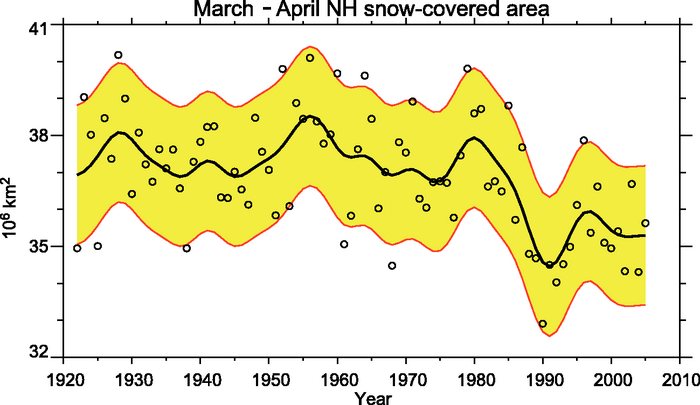 March - April NH snow-covered area
41
38
35
32
10⁶ km²
1920 1930 1940 1950 1960 1970 1980 1990 2000 2010
Year